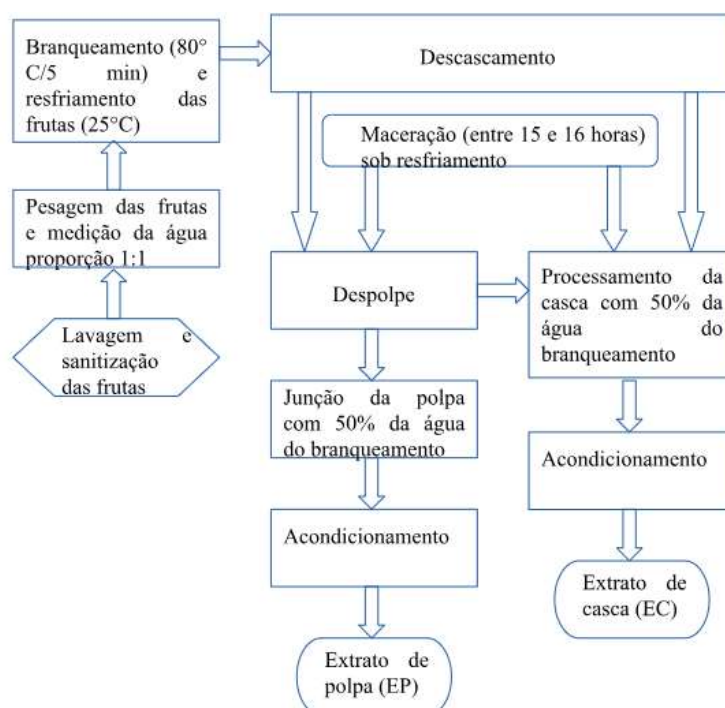 Branqueamento (80°
C/5 min) e
resfriamento das
frutas (25°C)
Descascamento
Maceração (entre 15 e 16 horas)
sob resfriamento
Pesagem das frutas
e medição da água
proporção 1:1
Lavagem e
sanitização
das frutas
Despolpe
Processamento da
casca com 50% da
água do
branqueamento
Junção da polpa
com 50% da água
do branqueamento
Acondicionamento
Acondicionamento
Extrato de
casca (EC)
Extrato de
polpa (EP)